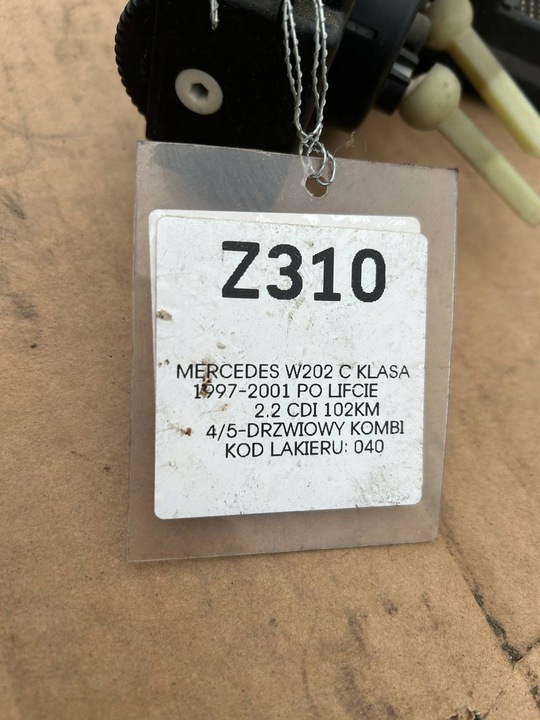 Z310
MERCEDES W202 C KLASA
1997-2001 PO LIFCIE
2.2 CDI 102KM
4/5-DRZWIOWY KOMBI
KOD LAKIERU: 040